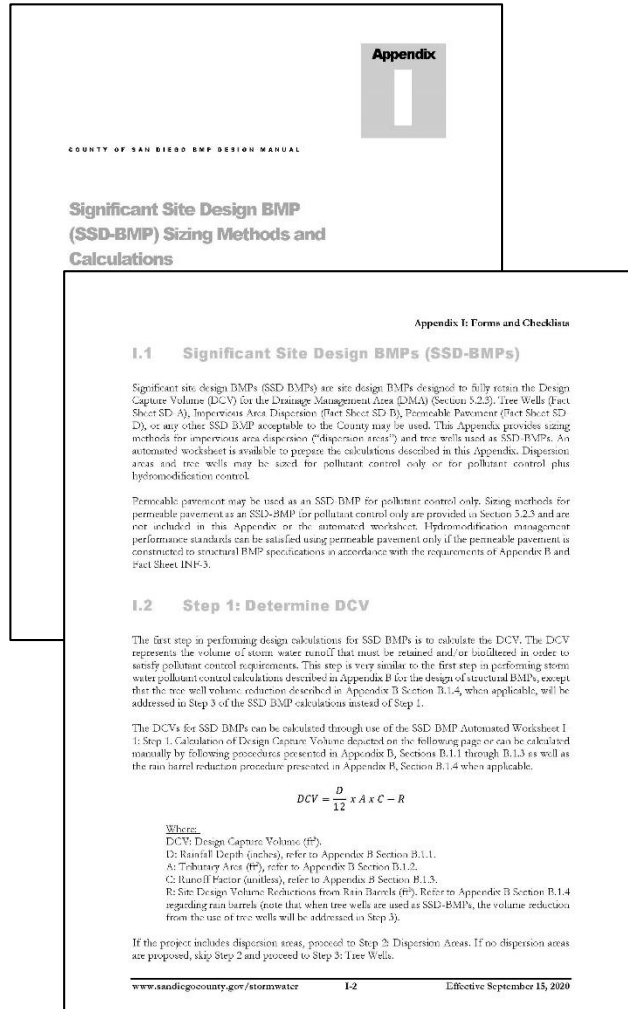 Appendix
I
COUNTY OF SAN DIEGO BMP DESIGN MANUAL
Significant Site Design BMP
(SSD-BMP) Sizing Methods and
Calculations
Appendix I: Forms and Checklists
I.1 Significant Site Design BMPs (SSD-BMPs)
Significant site design BMPs (SSD BMPs) are site design BMPs designed to fully retain the Design
Capture Volume (DCV) for the Drainage Management Area (DMA) (Section 5.2.3). Tree Wells (Fact
Sheet SD-A), Impervious Area Dispersion (Fact Sheet SD-B), Permeable Pavement (Fact Sheet SD-
D), or any other SSD BMP acceptable to the County may be used. This Appendix provides sizing
methods for impervious area dispersion (“dispersion areas”) and tree wells used as SSD-BMPs. An
automated worksheet is available to prepare the calculations described in this Appendix. Dispersion
areas and tree wells may be sized for pollutant control only or for pollutant control plus
hydromodification control.
Permeable pavement may be used as an SSD-BMP for pollutant control only. Sizing methods for
permeable pavement as an SSD-BMP for pollutant control only are provided in Section 5.2.3 and are
not included in this Appendix or the automated worksheet. Hydromodification management
performance standards can be satisfied using permeable pavement only if the permeable pavement is
constructed to structural BMP specifications in accordance with the requirements of Appendix B and
Fact Sheet INF-3.
I.2 Step 1: Determine DCV
The first step in performing design calculations for SSD BMPs is to calculate the DCV. The DCV
represents the volume of storm water runoff that must be retained and/or biofiltered in order to
satisfy pollutant control requirements. This step is very similar to the first step in performing storm
water pollutant control calculations described in Appendix B for the design of structural BMPs, except
that the tree well volume reduction described in Appendix B Section B.1.4, when applicable, will be
addressed in Step 3 of the SSD BMP calculations instead of Step 1.
The DCVs for SSD BMPs can be calculated through use of the SSD BMP Automated Worksheet I-
1: Step 1. Calculation of Design Capture Volume depicted on the following page or can be calculated
manually by following procedures presented in Appendix B, Sections B.1.1 through B.1.3 as well as
the rain barrel reduction procedure presented in Appendix B, Section B.1.4 when applicable.
DCV = D/12 x A x C – R
Where:
DCV: Design Capture Volume (ft³).
D: Rainfall Depth (inches), refer to Appendix B Section B.1.1.
A: Tributary Area (ft²), refer to Appendix B Section B.1.2.
C: Runoff Factor (unitless), refer to Appendix B Section B.1.3.
R: Site Design Volume Reductions from Rain Barrels (ft³). Refer to Appendix B Section B.1.4
regarding rain barrels (note that when tree wells are used as SSD-BMPs, the volume reduction
from the use of tree wells will be addressed in Step 3).
If the project includes dispersion areas, proceed to Step 2: Dispersion Areas. If no dispersion areas
are proposed, skip Step 2 and proceed to Step 3: Tree Wells.
www.sandiegocounty.gov/stormwater I-2 Effective September 15, 2020